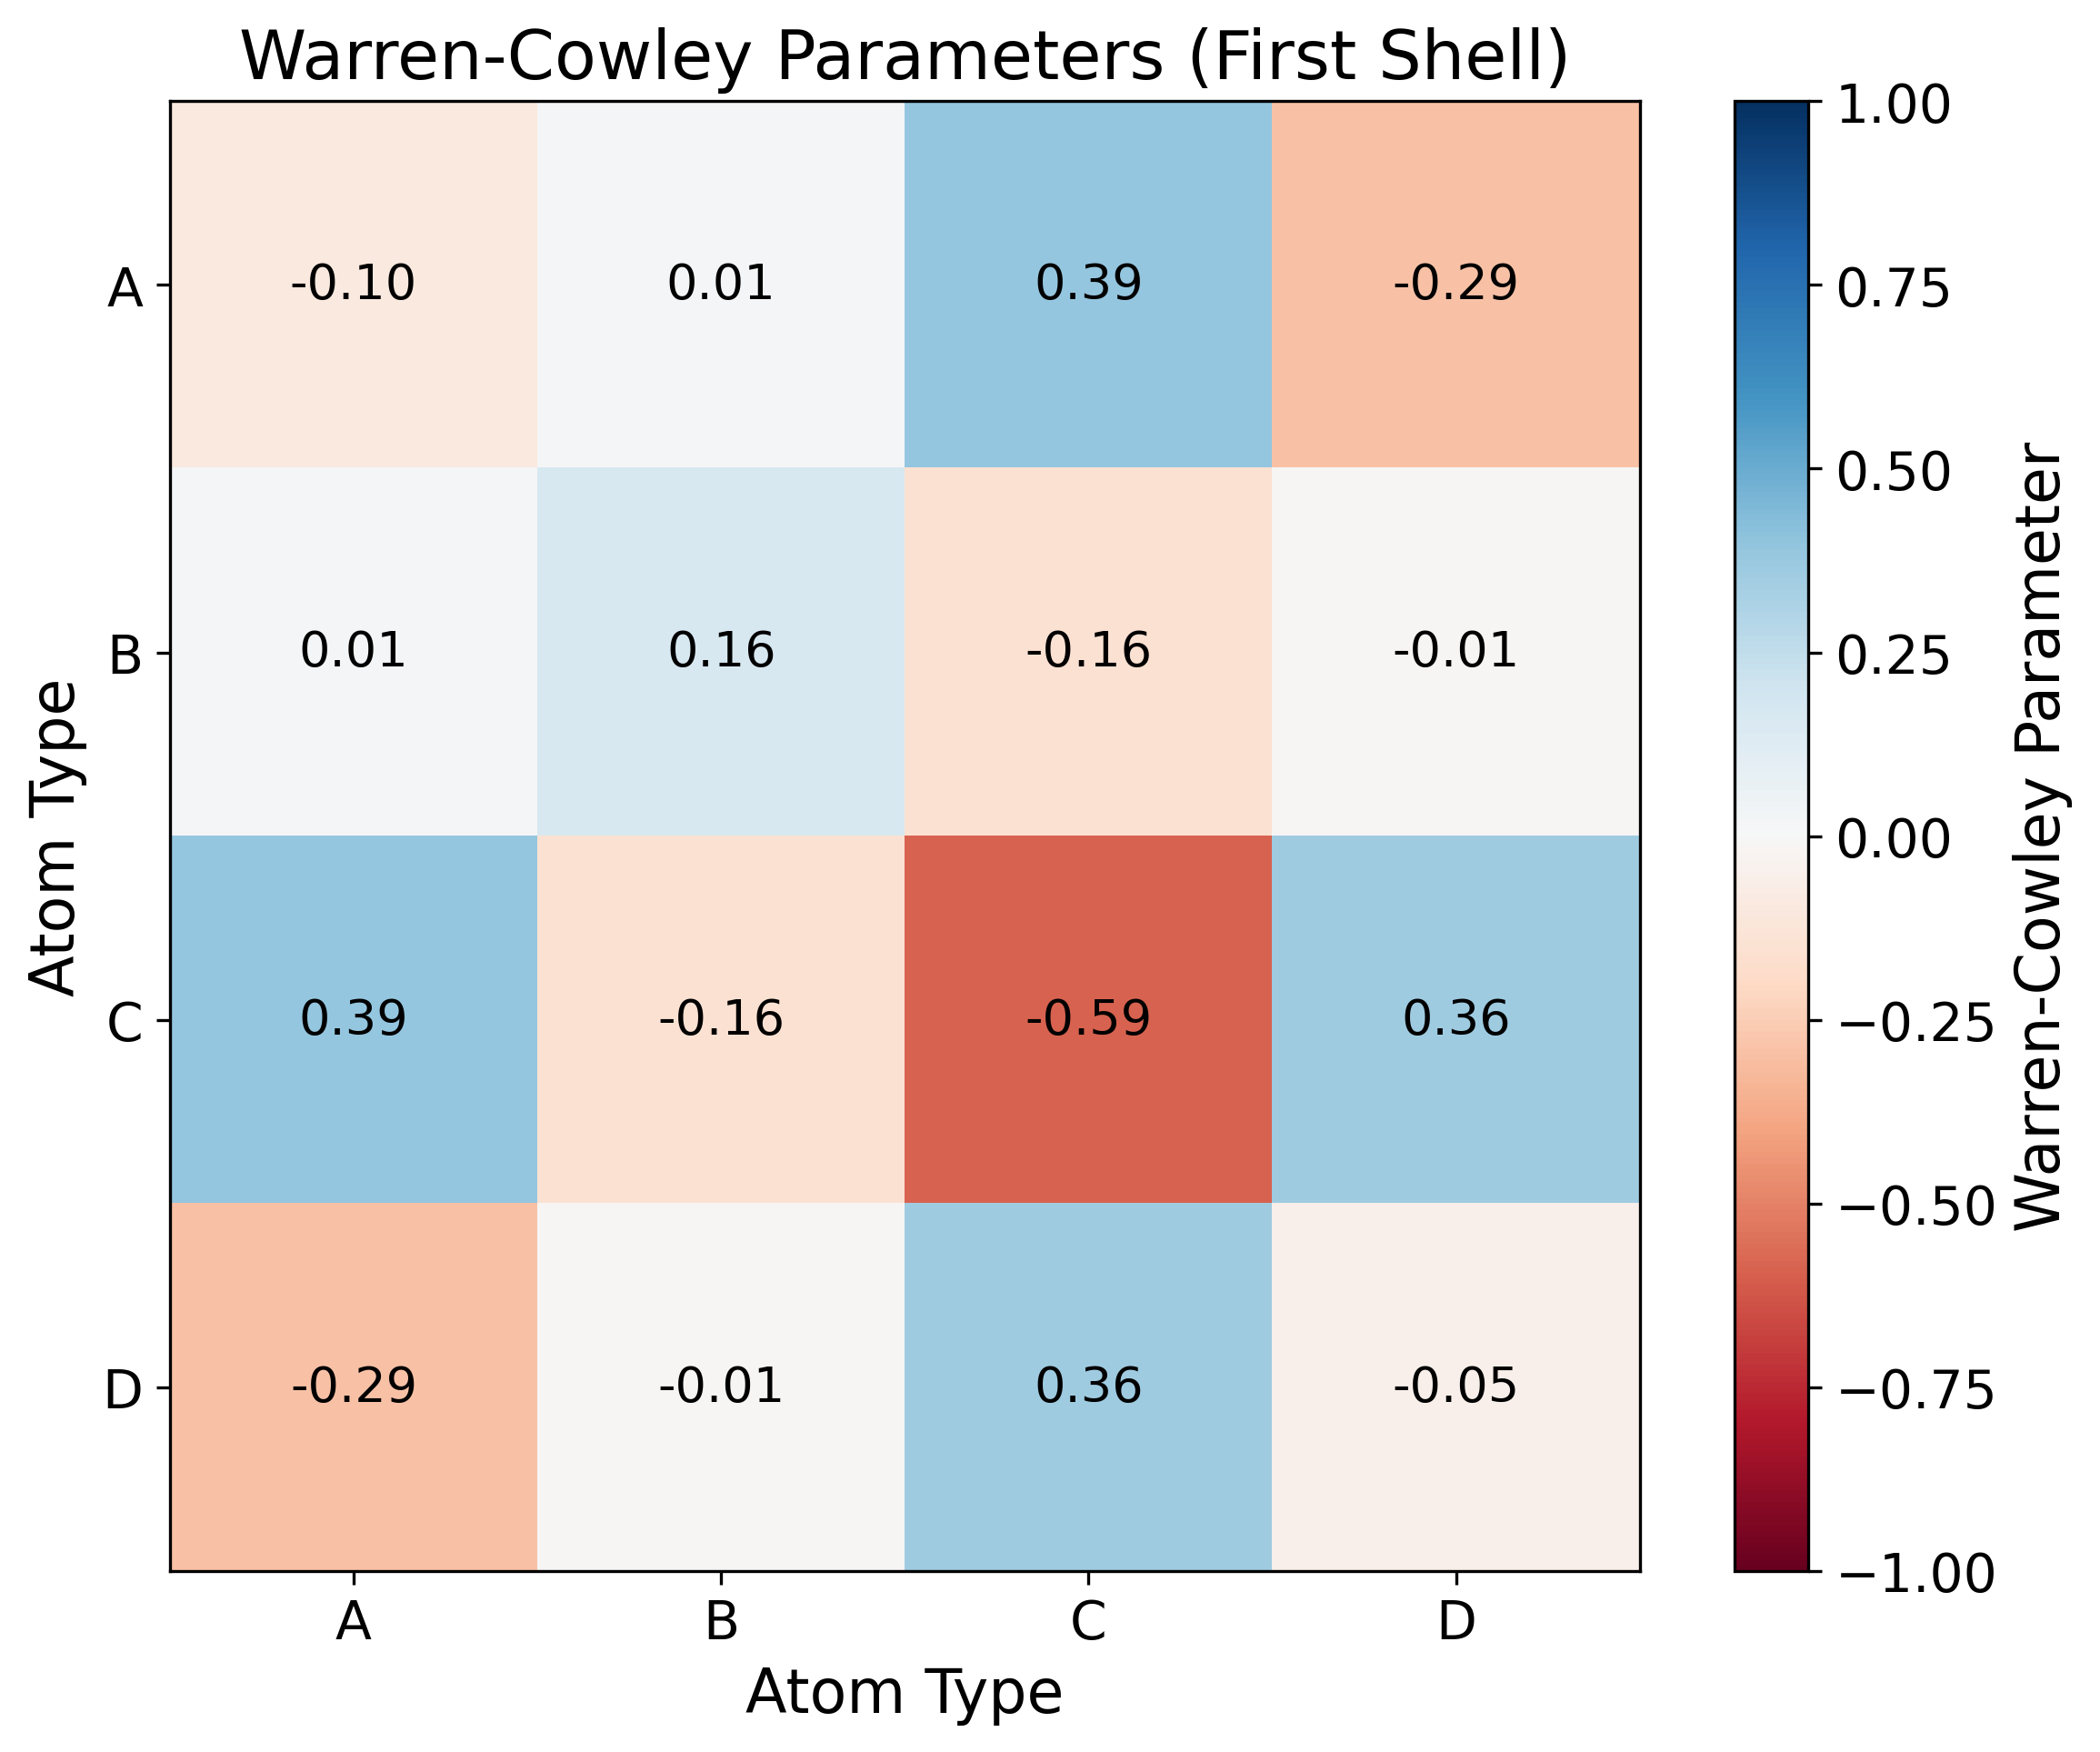 Warren-Cowley Parameters (First Shell)
A
B
C
D
Atom Type
-0.10 0.01 0.39 -0.29
0.01 0.16 -0.16 -0.01
0.39 -0.16 -0.59 0.36
-0.29 -0.01 0.36 -0.05
A B C D
Atom Type
1.00
0.75
0.50
0.25
0.00
−0.25
−0.50
−0.75
−1.00
Warren-Cowley Parameter